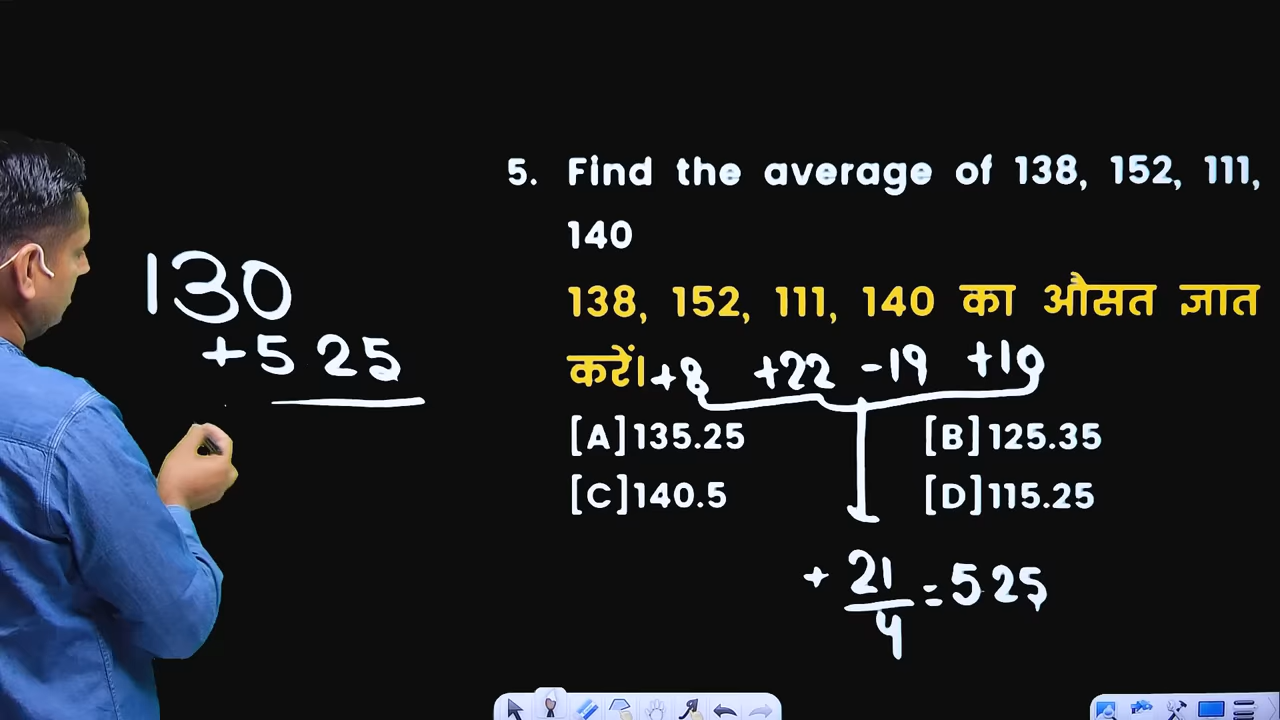 5. Find the average of 138, 152, 111,
140
138, 152, 111, 140 का औसत ज्ञात
करें।
+8 +22 -19 +10
[A] 135.25 [B] 125.35
[C] 140.5 [D] 115.25
+ 21/4 = 5.25
130
+5 25